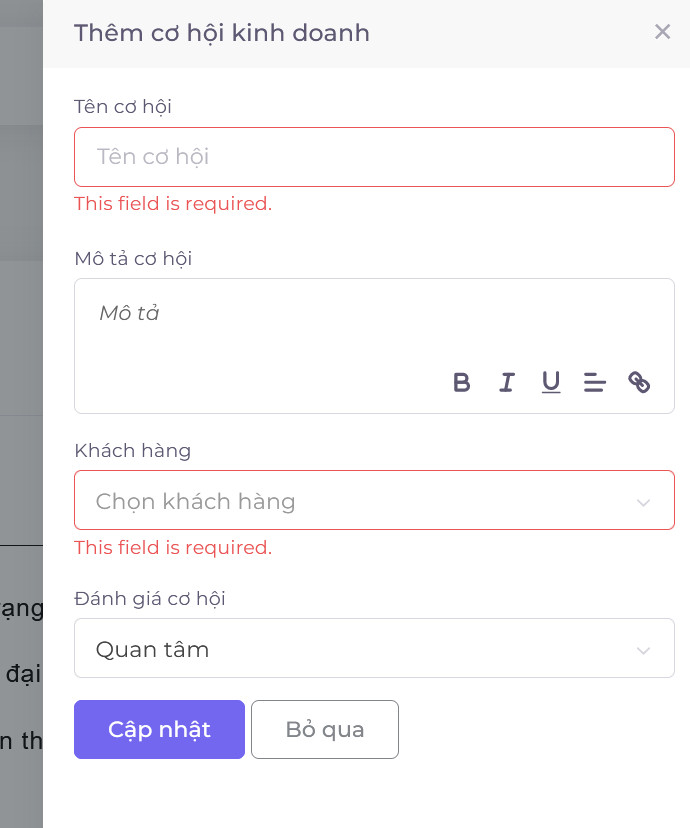 Thêm cơ hội kinh doanh
Tên cơ hội
Tên cơ hội
This field is required.
Mô tả cơ hội
Mô tả
B I U
Khách hàng
Chọn khách hàng
This field is required.
Đánh giá cơ hội
Quan tâm
Cập nhật Bỏ qua
đại